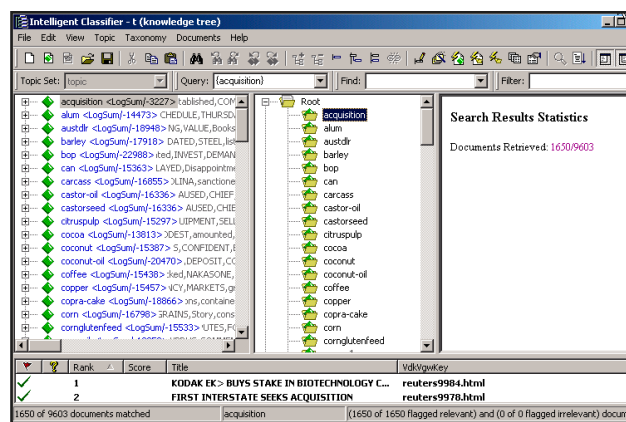 Intelligent Classifier - t (knowledge tree)
File Edit View Topic Taxonomy Documents Help
Topic Set: topic Query: {acquisition} Find: Filter:
acquisition <LogSum/-3227> tablished,COM
alum <LogSum/-14473> CHEDULE,THURSD
austdlr <LogSum/-18948> NG,VALUE,Books
barley <LogSum/-17918> DATED,STEEL,list
bop <LogSum/-22988> ited,INVEST,DEMAN
can <LogSum/-15363> LAYED,Disappointme
carcass <LogSum/-16855> OLINA,sanctione
castor-oil <LogSum/-16336> AUSED,CHIEF
castorseed <LogSum/-16336> AUSED,CHIE
citruspulp <LogSum/-15297> UIPMENT,SELL
cocoa <LogSum/-13813> ODEST,amounted,
coconut <LogSum/-15387> S,CONFIDENT,
coconut-oil <LogSum/-20470> ,DEPOSIT,CO
coffee <LogSum/-15438> :ked,NAKASONE,
copper <LogSum/-15457> ICY,MARKETS,
copra-cake <LogSum/-18866> ons,containe
corn <LogSum/-16798> GRAINS,Story,cons
cornglutenfeed <LogSum/-15533> UTES,F
Root
acquisition
alum
austdlr
barley
bop
can
carcass
castor-oil
castorseed
citruspulp
cocoa
coconut
coconut-oil
coffee
copper
copra-cake
corn
cornglutenfeed
Search Results Statistics
Documents Retrieved: 1650/9603
Rank Score Title VdkVgwKey
1 KODAK EK> BUYS STAKE IN BIOTECHNOLOGY C... reuters9984.html
2 FIRST INTERSTATE SEEKS ACQUISITION reuters9978.html
1650 of 9603 documents matched acquisition (1650 of 1650 flagged relevant) and (0 of 0 flagged irrelevant) docum